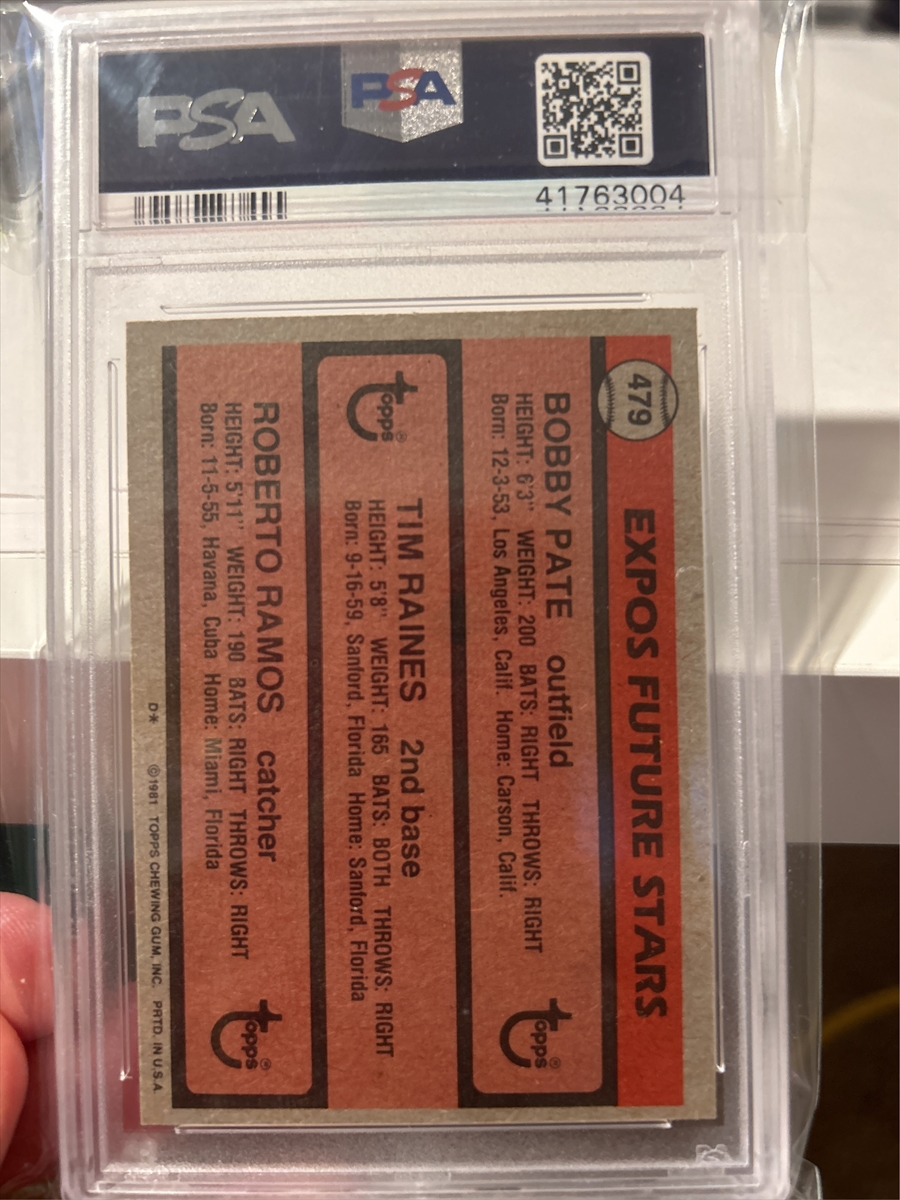 PSA
PSA
41763004
479
EXPOS FUTURE STARS
BOBBY PATE outfield
HEIGHT: 6'3" WEIGHT: 200 BATS: RIGHT THROWS: RIGHT
Born: 12-3-53, Los Angeles, Calif. Home: Carson, Calif.
topps®
topps®
TIM RAINES 2nd base
HEIGHT: 5'8" WEIGHT: 165 BATS: BOTH THROWS: RIGHT
Born: 9-16-59, Sanford, Florida Home: Sanford, Florida
ROBERTO RAMOS catcher
HEIGHT: 5'11" WEIGHT: 190 BATS: RIGHT THROWS: RIGHT
Born: 11-5-55, Havana, Cuba Home: Miami, Florida
topps®
D* ©1981 TOPPS CHEWING GUM, INC. PRTD. IN U.S.A.